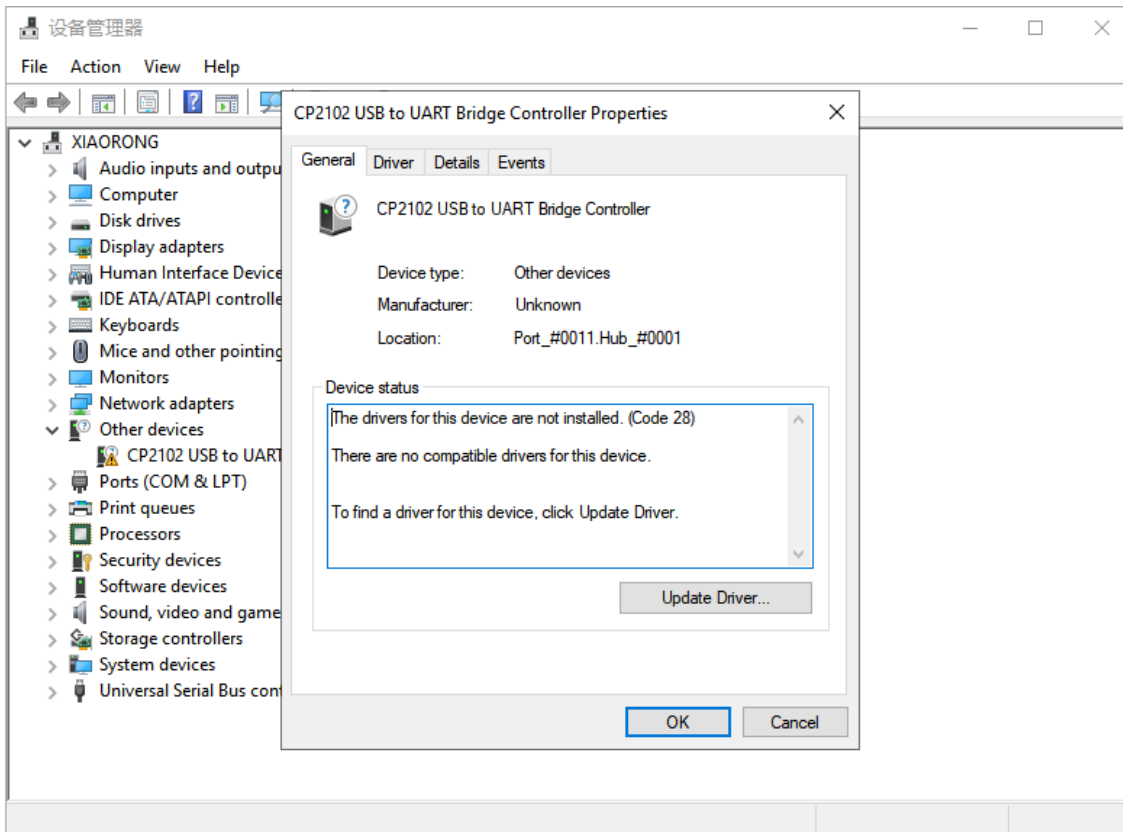 设备管理器
File Action View Help
XIAORONG
Audio inputs and outpu
Computer
Disk drives
Display adapters
Human Interface Device
IDE ATA/ATAPI controlle
Keyboards
Mice and other pointing
Monitors
Network adapters
Other devices
CP2102 USB to UART
Ports (COM & LPT)
Print queues
Processors
Security devices
Software devices
Sound, video and game
Storage controllers
System devices
Universal Serial Bus con
CP2102 USB to UART Bridge Controller Properties
General Driver Details Events
CP2102 USB to UART Bridge Controller
Device type: Other devices
Manufacturer: Unknown
Location: Port_#0011.Hub_#0001
Device status
The drivers for this device are not installed. (Code 28)
There are no compatible drivers for this device.
To find a driver for this device, click Update Driver.
Update Driver...
OK Cancel